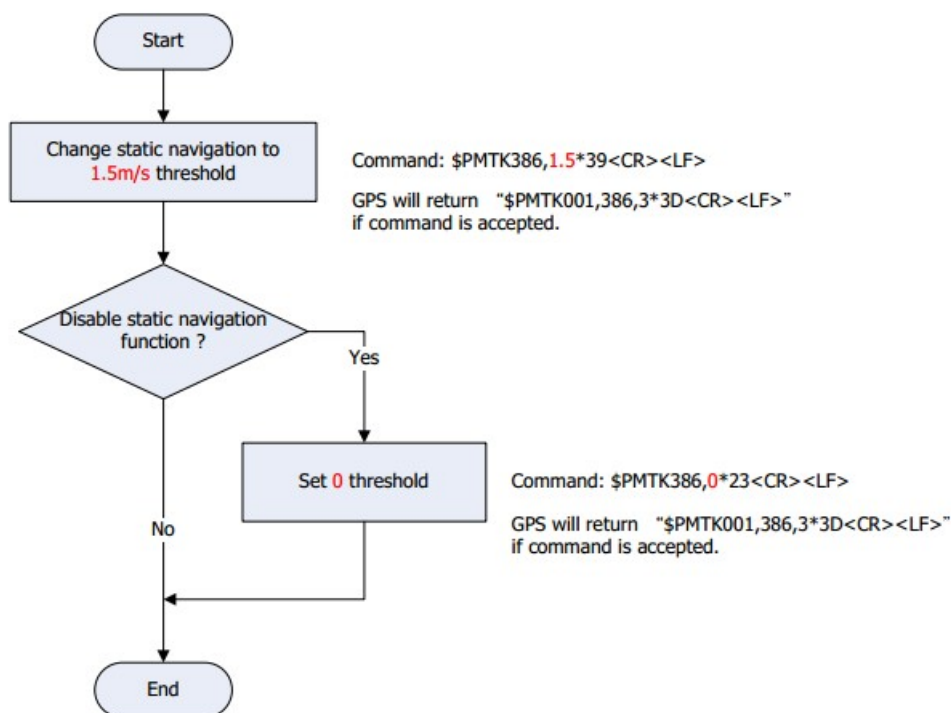 Start
Change static navigation to
1.5m/s threshold
Command: $PMTK386,1.5*39<CR><LF>
GPS will return "$PMTK001,386,3*3D<CR><LF>"
if command is accepted.
Disable static navigation
function ?
Yes
Set 0 threshold
Command: $PMTK386,0*23<CR><LF>
GPS will return "$PMTK001,386,3*3D<CR><LF>"
if command is accepted.
No
End